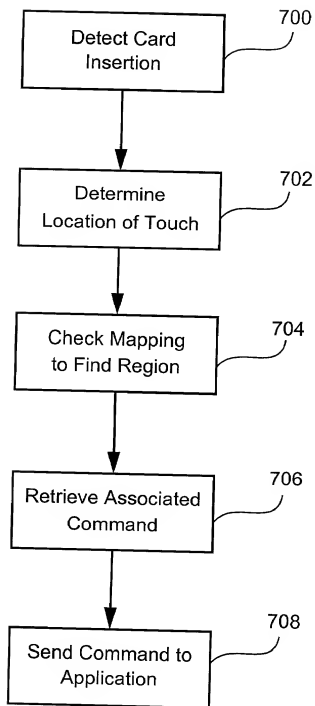 Detect Card
Insertion
700
Determine
Location of Touch
702
Check Mapping
to Find Region
704
Retrieve Associated
Command
706
Send Command to
Application
708